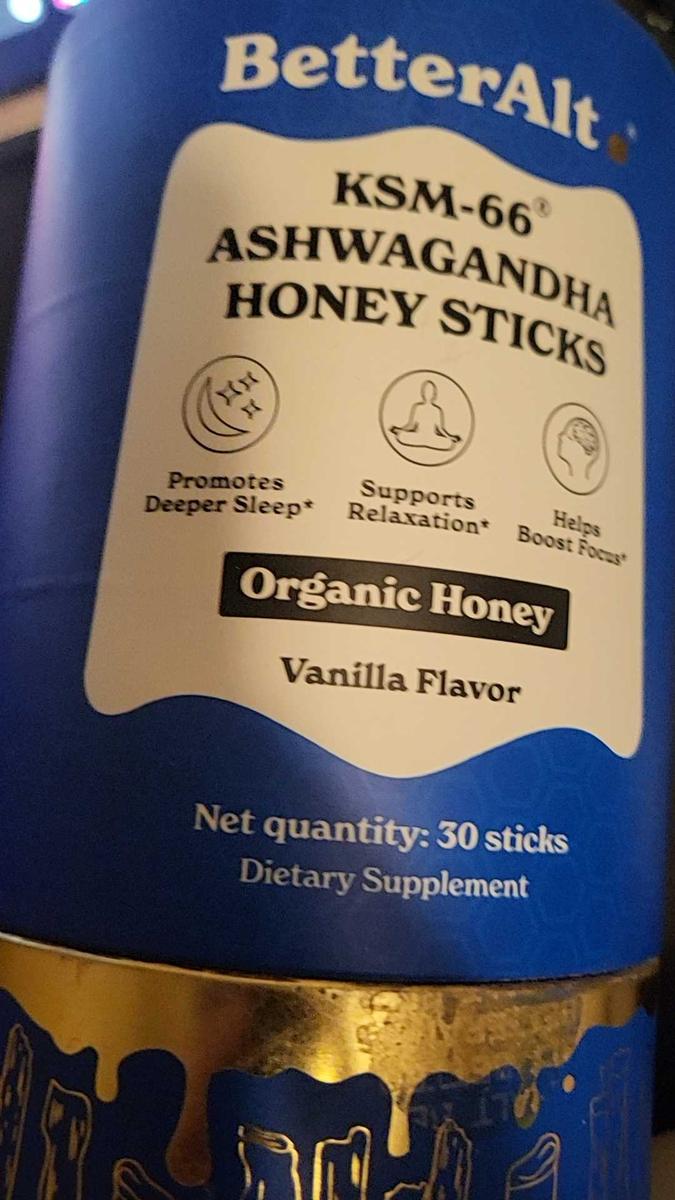 BetterAlt.
KSM-66®
ASHWAGANDHA
HONEY STICKS
Promotes
Deeper Sleep*
Supports
Relaxation*
Helps
Boost Focus*
Organic Honey
Vanilla Flavor
Net quantity: 30 sticks
Dietary Supplement